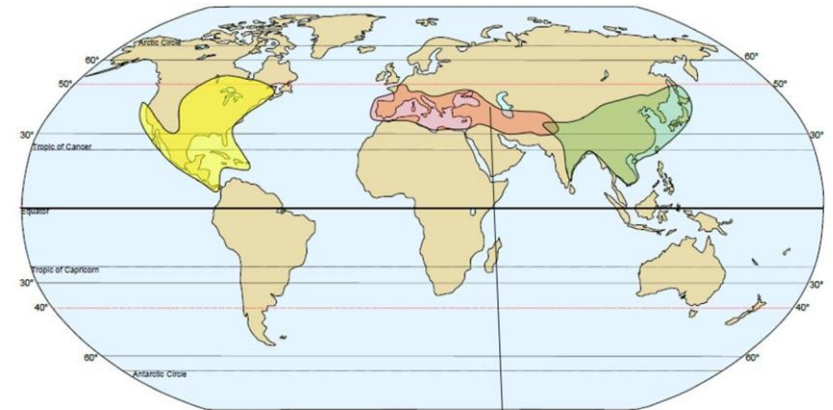 Arctic Circle
60° 60°
50° 50°
30° 30°
Tropic of Cancer
Equator
Tropic of Capricorn
30° 30°
40° 40°
60° 60°
Antarctic Circle